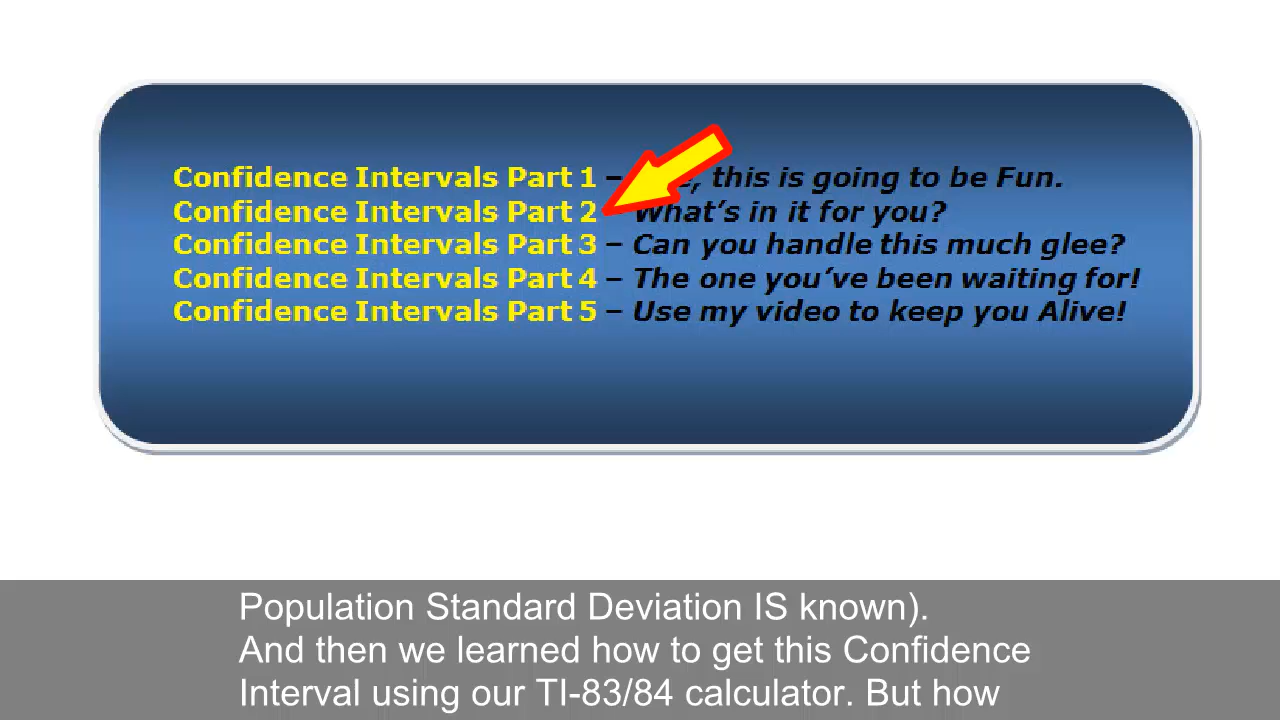 Confidence Intervals Part 1 – this is going to be Fun.
Confidence Intervals Part 2 What’s in it for you?
Confidence Intervals Part 3 – Can you handle this much glee?
Confidence Intervals Part 4 – The one you’ve been waiting for!
Confidence Intervals Part 5 – Use my video to keep you Alive!
Population Standard Deviation IS known).
And then we learned how to get this Confidence
Interval using our TI-83/84 calculator. But how